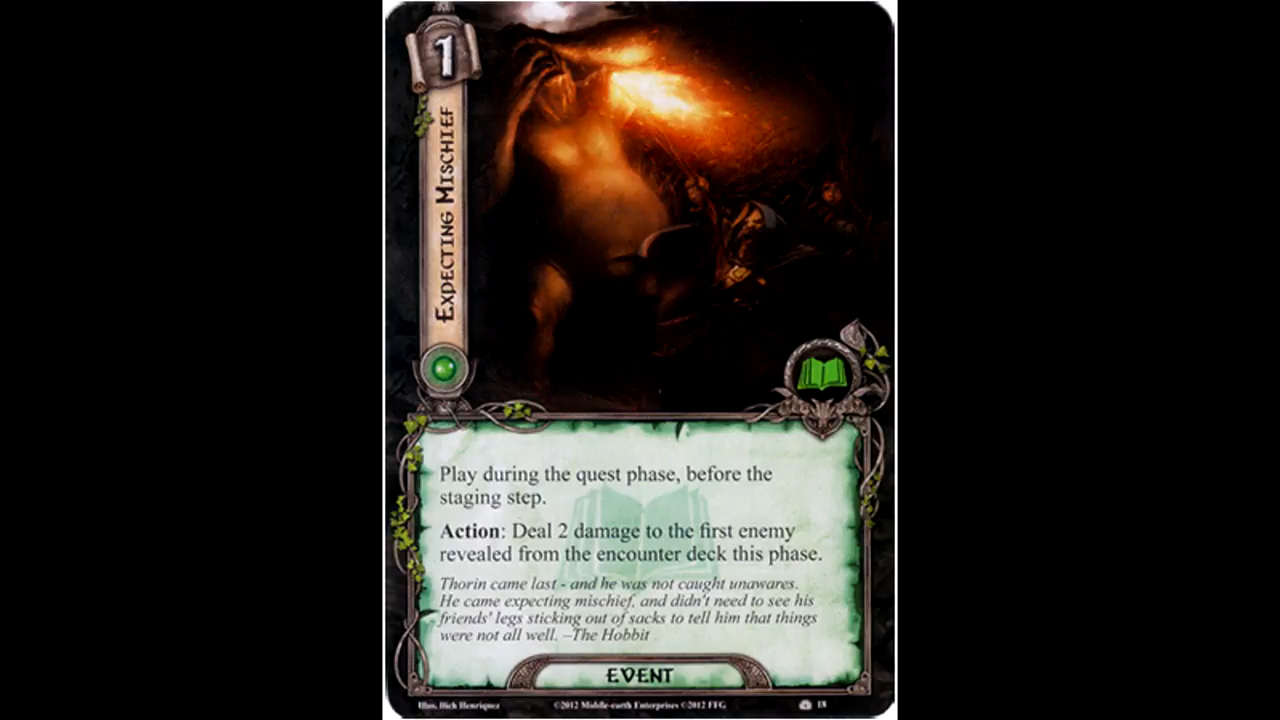 1
EXPECTING MISCHIEF
Play during the quest phase, before the
staging step.
Action: Deal 2 damage to the first enemy
revealed from the encounter deck this phase.
Thorin came last - and he was not caught unawares.
He came expecting mischief, and didn't need to see his
friends' legs sticking out of sacks to tell him that things
were not all well. –The Hobbit
EVENT
Illus. Rich Henriquez ©2012 Middle-earth Enterprises ©2012 FFG 18